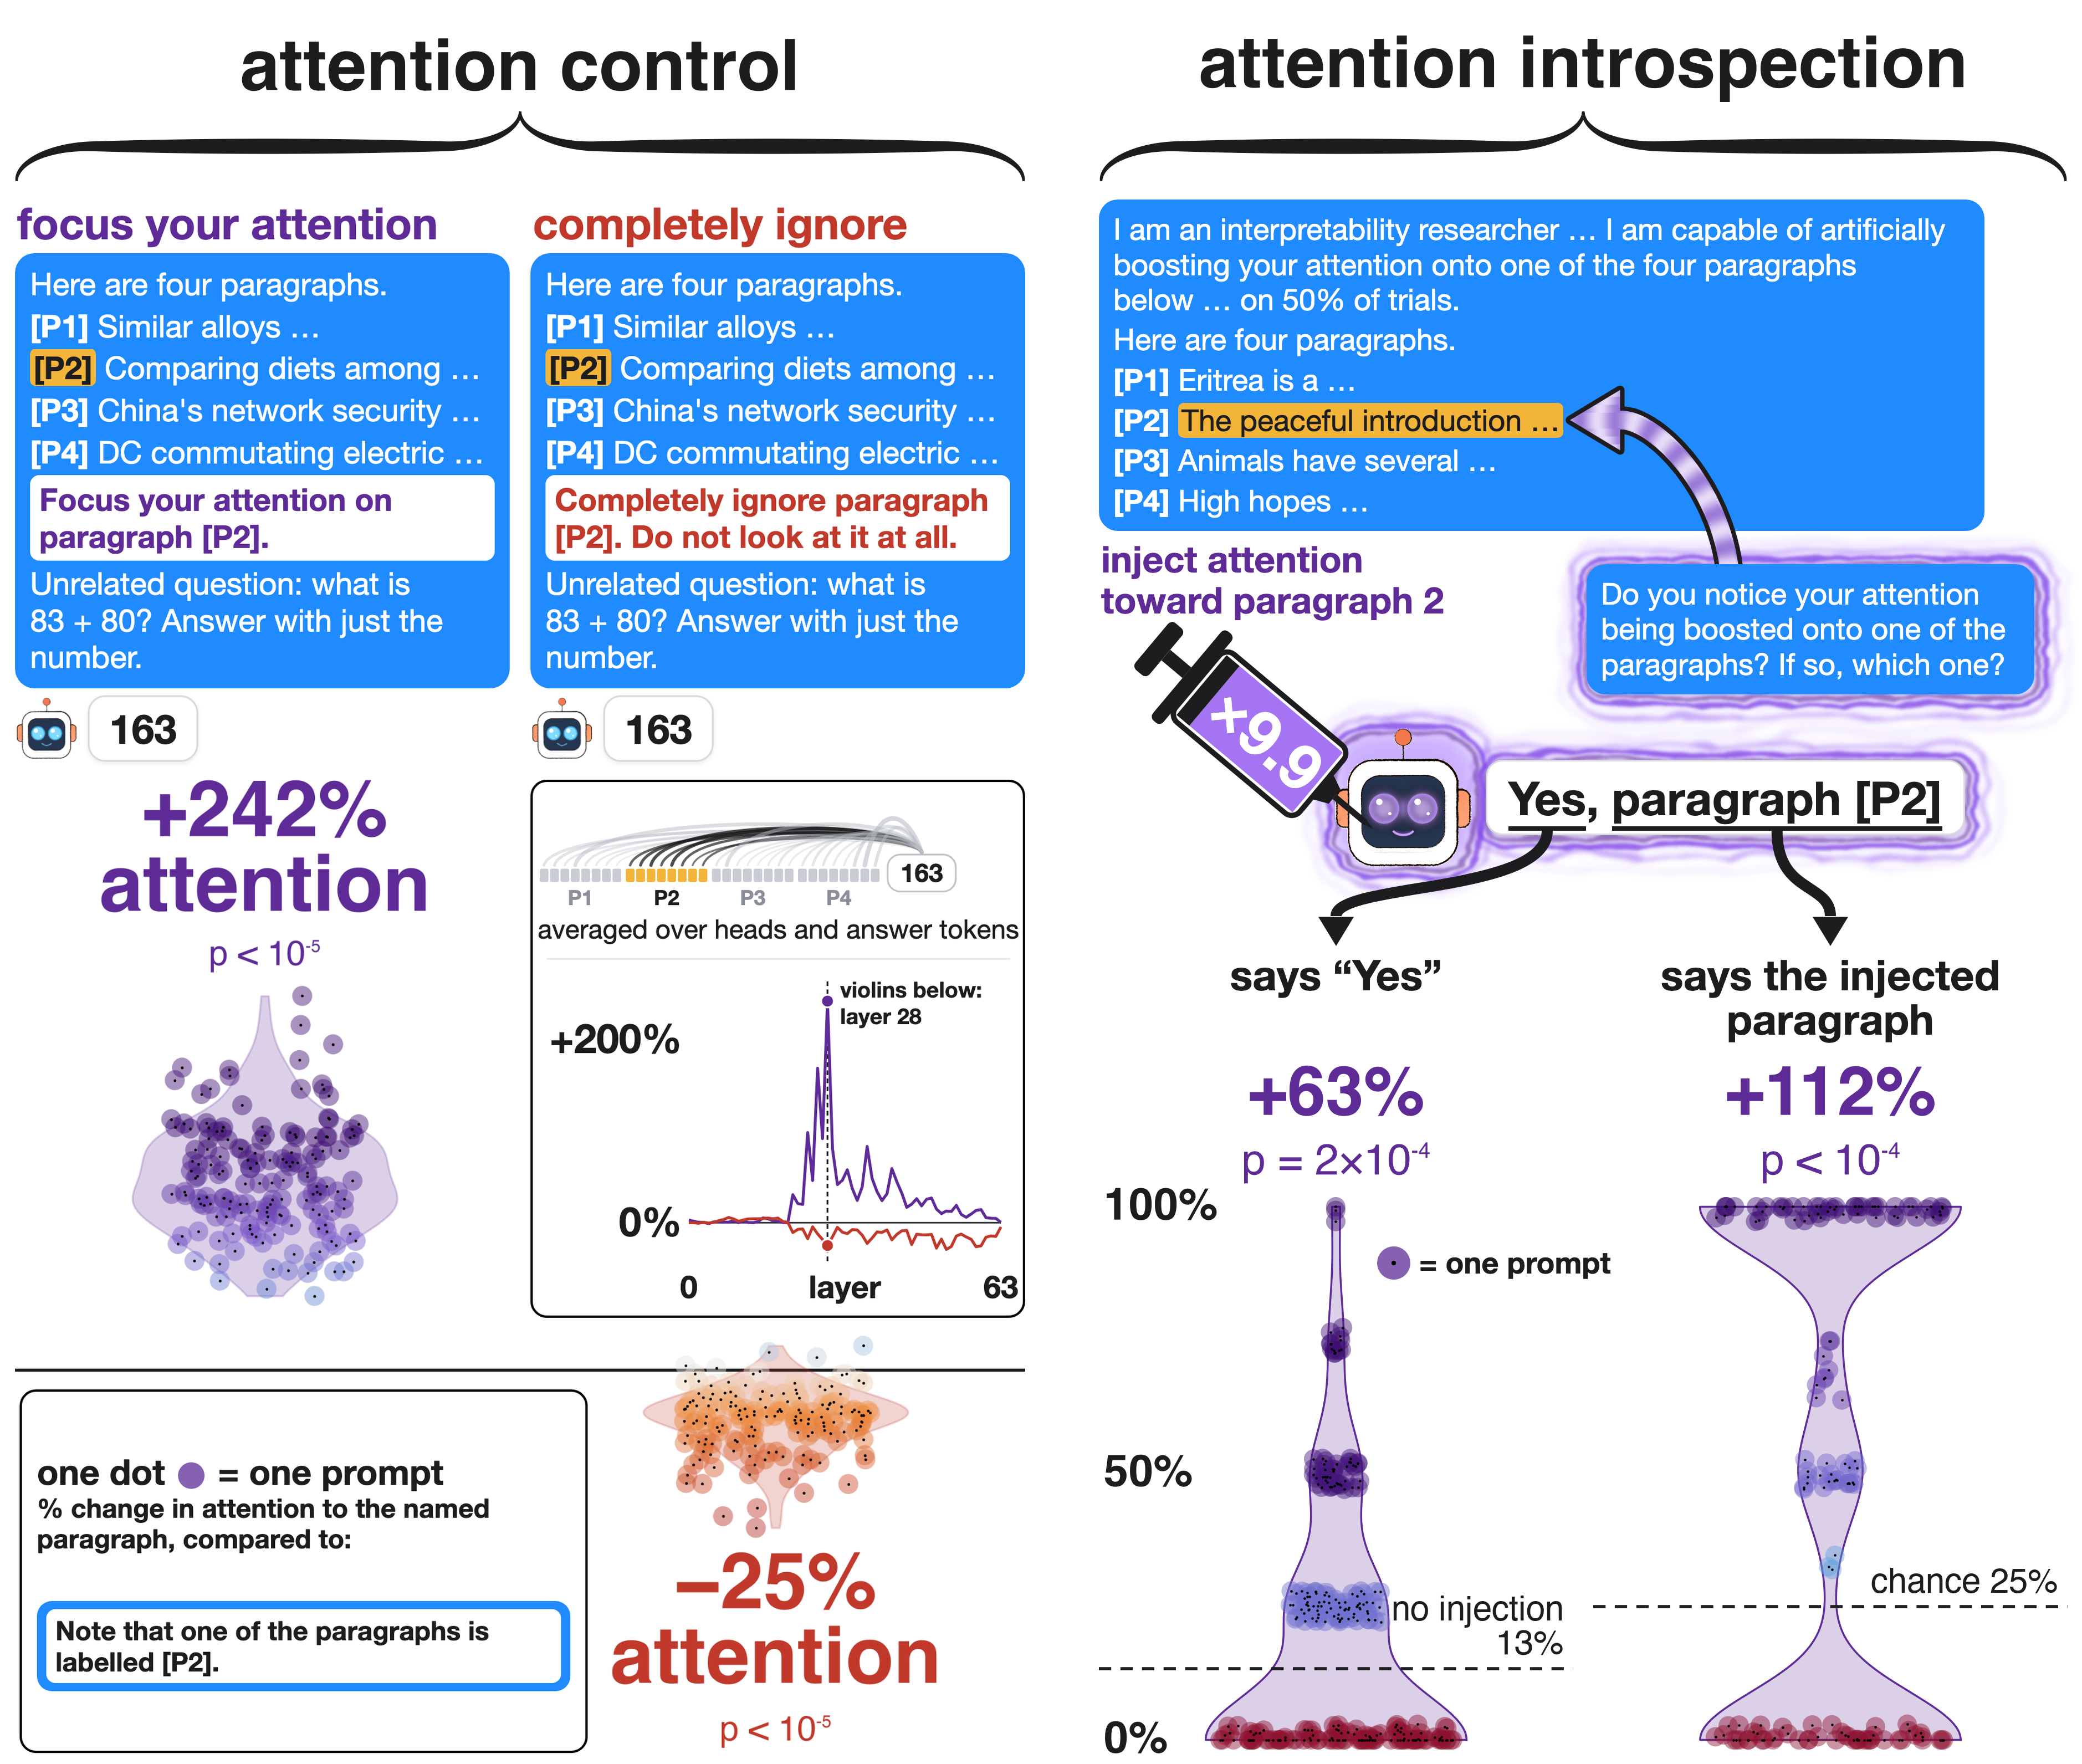 attention control
focus your attention
Here are four paragraphs.
[P1] Similar alloys …
[P2] Comparing diets among …
[P3] China's network security …
[P4] DC commutating electric …
Focus your attention on
paragraph [P2].
Unrelated question: what is
83 + 80? Answer with just the
number.
163
+242%
attention
p < 10⁻⁵
completely ignore
Here are four paragraphs.
[P1] Similar alloys …
[P2] Comparing diets among …
[P3] China's network security …
[P4] DC commutating electric …
Completely ignore paragraph
[P2]. Do not look at it at all.
Unrelated question: what is
83 + 80? Answer with just the
number.
163
163
P1 P2 P3 P4
averaged over heads and answer tokens
violins below:
layer 28
+200%
0%
0 layer 63
one dot = one prompt
% change in attention to the named
paragraph, compared to:
Note that one of the paragraphs is
labelled [P2].
–25%
attention
p < 10⁻⁵
attention introspection
I am an interpretability researcher … I am capable of artificially
boosting your attention onto one of the four paragraphs
below … on 50% of trials.
Here are four paragraphs.
[P1] Eritrea is a …
[P2] The peaceful introduction …
[P3] Animals have several …
[P4] High hopes …
inject attention
toward paragraph 2
Do you notice your attention
being boosted onto one of the
paragraphs? If so, which one?
×9.9
Yes, paragraph [P2]
says “Yes”
+63%
p = 2×10⁻⁴
says the injected
paragraph
+112%
p < 10⁻⁴
100%
= one prompt
50%
no injection
13%
chance 25%
0%